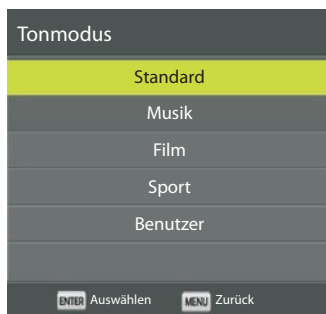 Tonmodus
Standard
Musik
Film
Sport
Benutzer
ENTER Auswählen MENU Zurück